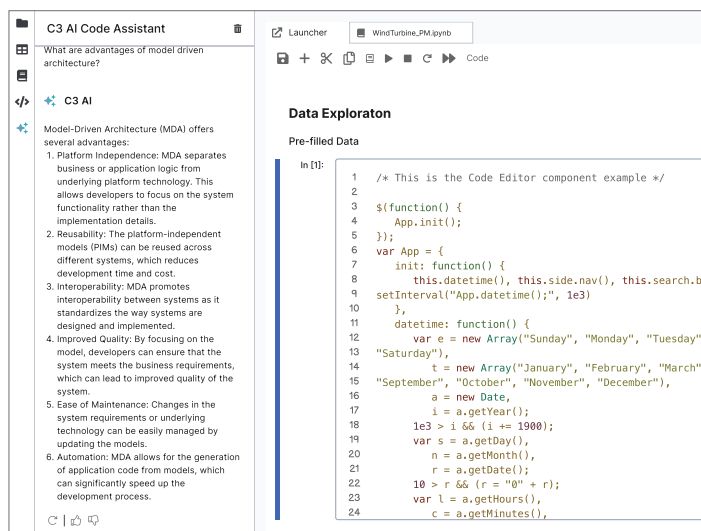 C3 AI Code Assistant
What are advantages of model driven
architecture?
C3 AI
Model-Driven Architecture (MDA) offers
several advantages:
1. Platform Independence: MDA separates
business or application logic from
underlying platform technology. This
allows developers to focus on the system
functionality rather than the
implementation details.
2. Reusability: The platform-independent
models (PIMs) can be reused across
different systems, which reduces
development time and cost.
3. Interoperability: MDA promotes
interoperability between systems as it
standardizes the way systems are
designed and implemented.
4. Improved Quality: By focusing on the
model, developers can ensure that the
system meets the business requirements,
which can lead to improved quality of the
system.
5. Ease of Maintenance: Changes in the
system requirements or underlying
technology can be easily managed by
updating the models.
6. Automation: MDA allows for the generation
of application code from models, which
can significantly speed up the
development process.
Launcher
WindTurbine_PM.ipynb
Code
Data Exploraton
Pre-filled Data
In [1]:
1 /* This is the Code Editor component example */
2
3 $(function() {
4 App.init();
5 });
6 var App = {
7 init: function() {
8 this.datetime(), this.side.nav(), this.search.b
9 setInterval("App.datetime();", 1e3)
10 },
11 datetime: function() {
12 var e = new Array("Sunday", "Monday", "Tuesday"
13 "Saturday"),
14 t = new Array("January", "February", "March"
15 "September", "October", "November", "December"),
16 a = new Date,
17 i = a.getYear();
18 1e3 > i && (i += 1900);
19 var s = a.getDay(),
20 n = a.getMonth(),
21 r = a.getDate();
22 10 > r && (r = "0" + r);
23 var l = a.getHours(),
24 c = a.getMinutes(),